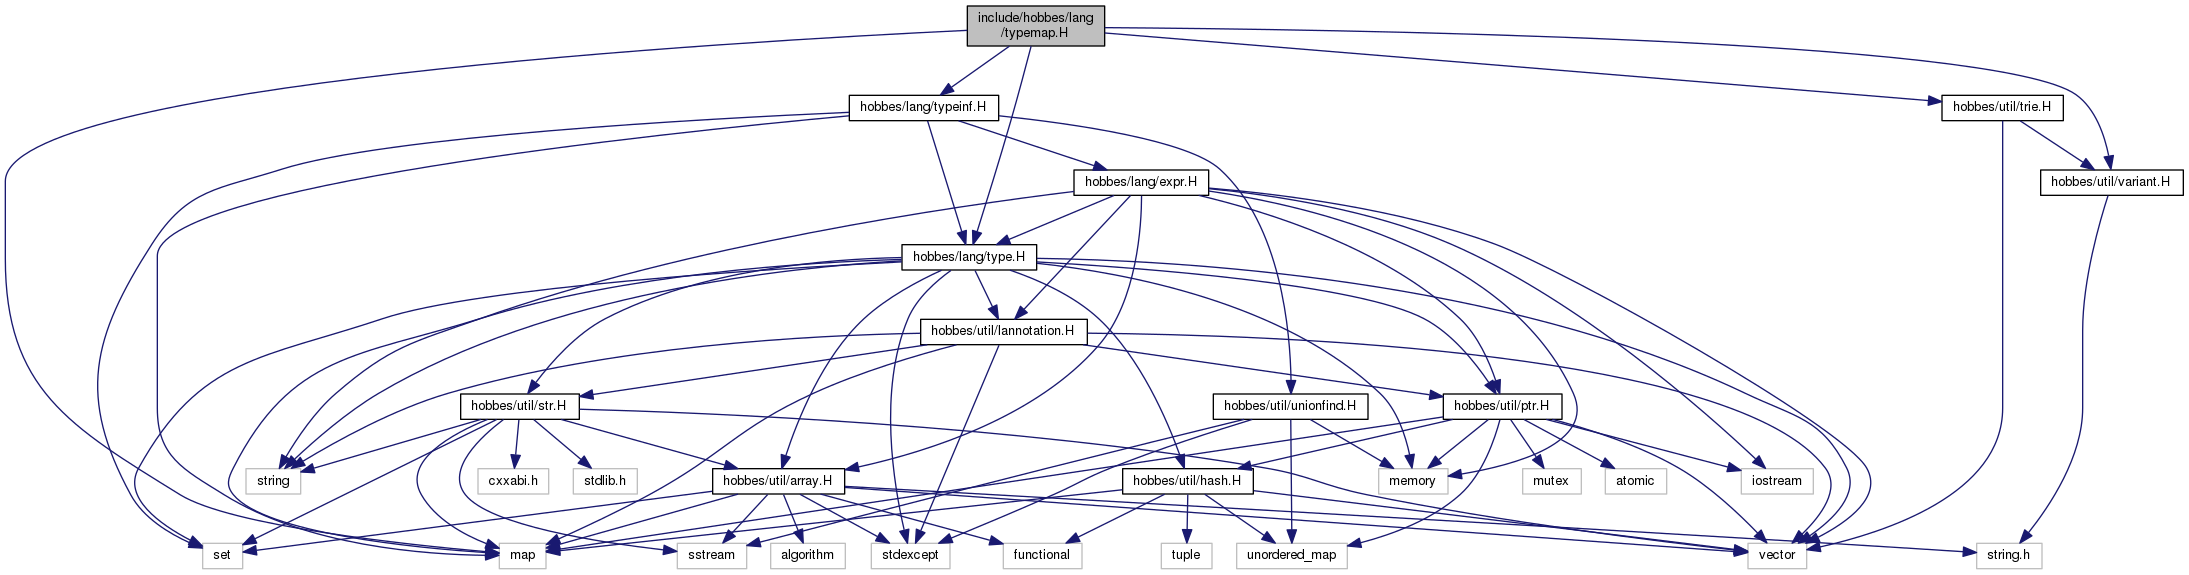 include/hobbes/lang
/typemap.H
hobbes/lang/typeinf.H
hobbes/util/trie.H
hobbes/lang/expr.H
hobbes/util/variant.H
hobbes/lang/type.H
hobbes/util/lannotation.H
hobbes/util/str.H
hobbes/util/unionfind.H
hobbes/util/ptr.H
string
cxxabi.h
stdlib.h
hobbes/util/array.H
hobbes/util/hash.H
memory
mutex
atomic
iostream
set
map
sstream
algorithm
stdexcept
functional
tuple
unordered_map
vector
string.h